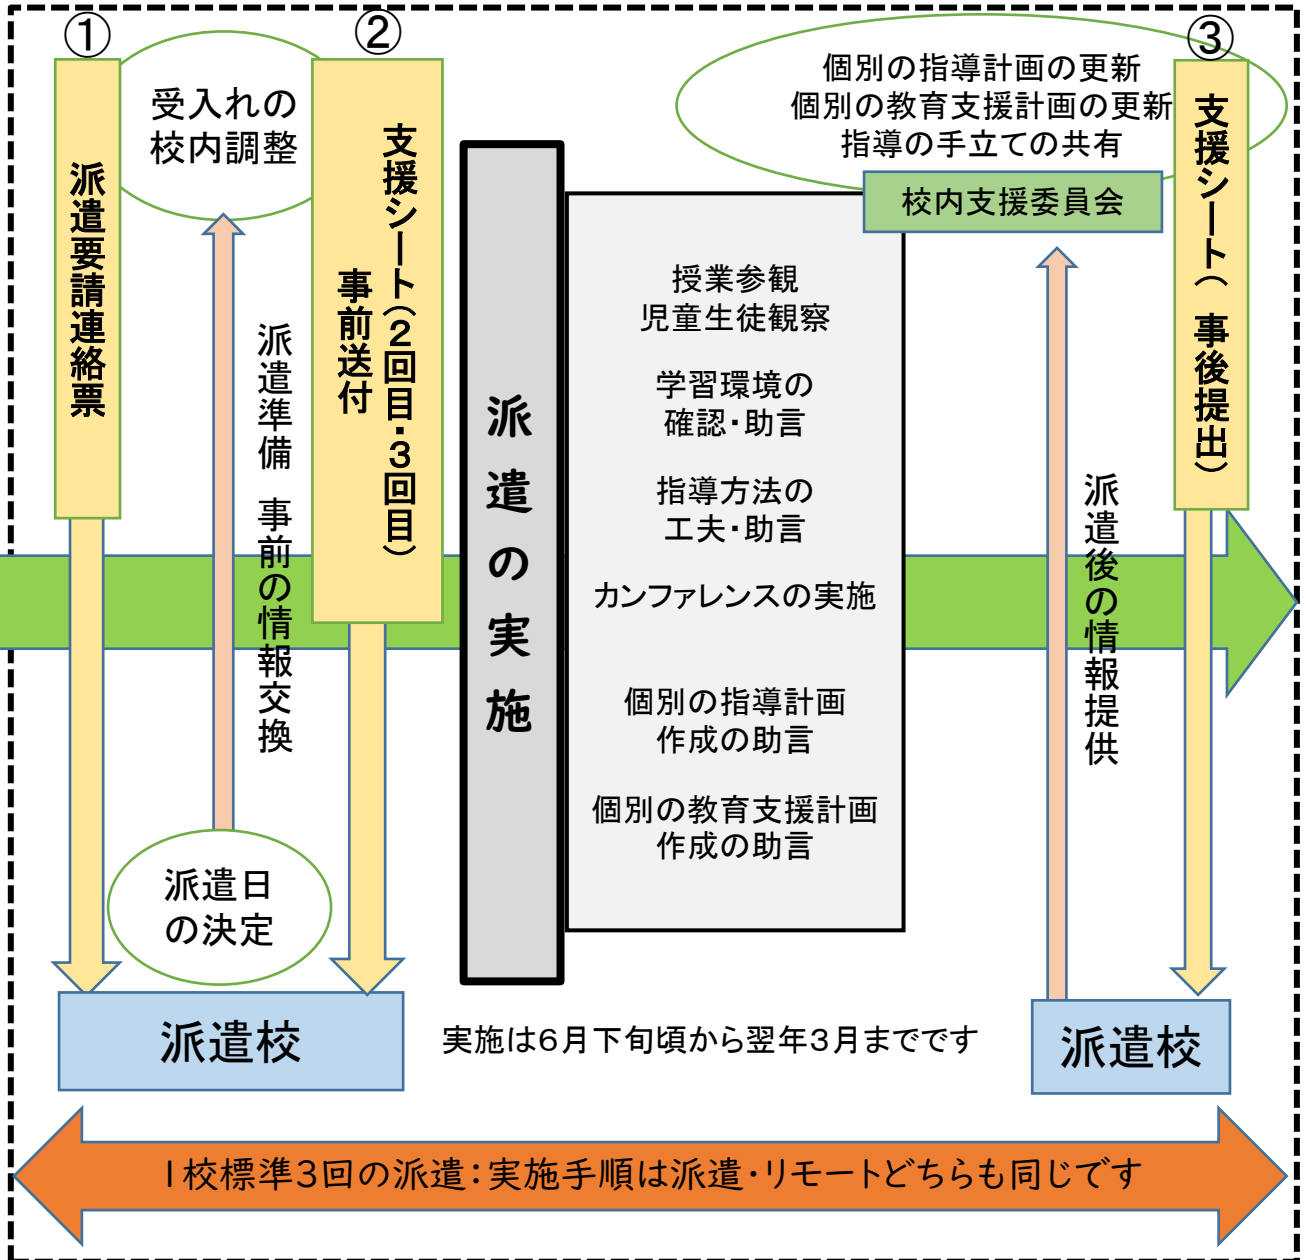 ①
派遣要請連絡票
受入れの
校内調整
派遣準備 事前の情報交換
派遣日
の決定
②
支援シート(2回目・3回目)
事前送付
派遣校
派遣の実施
授業参観
児童生徒観察
学習環境の
確認・助言
指導方法の
工夫・助言
カンファレンスの実施
個別の指導計画
作成の助言
個別の教育支援計画
作成の助言
実施は6月下旬頃から翌年3月までです
個別の指導計画の更新
個別の教育支援計画の更新
指導の手立ての共有
校内支援委員会
派遣後の情報提供
③
支援シート( 事後提出)
派遣校
1校標準3回の派遣：実施手順は派遣・リモートどちらも同じです